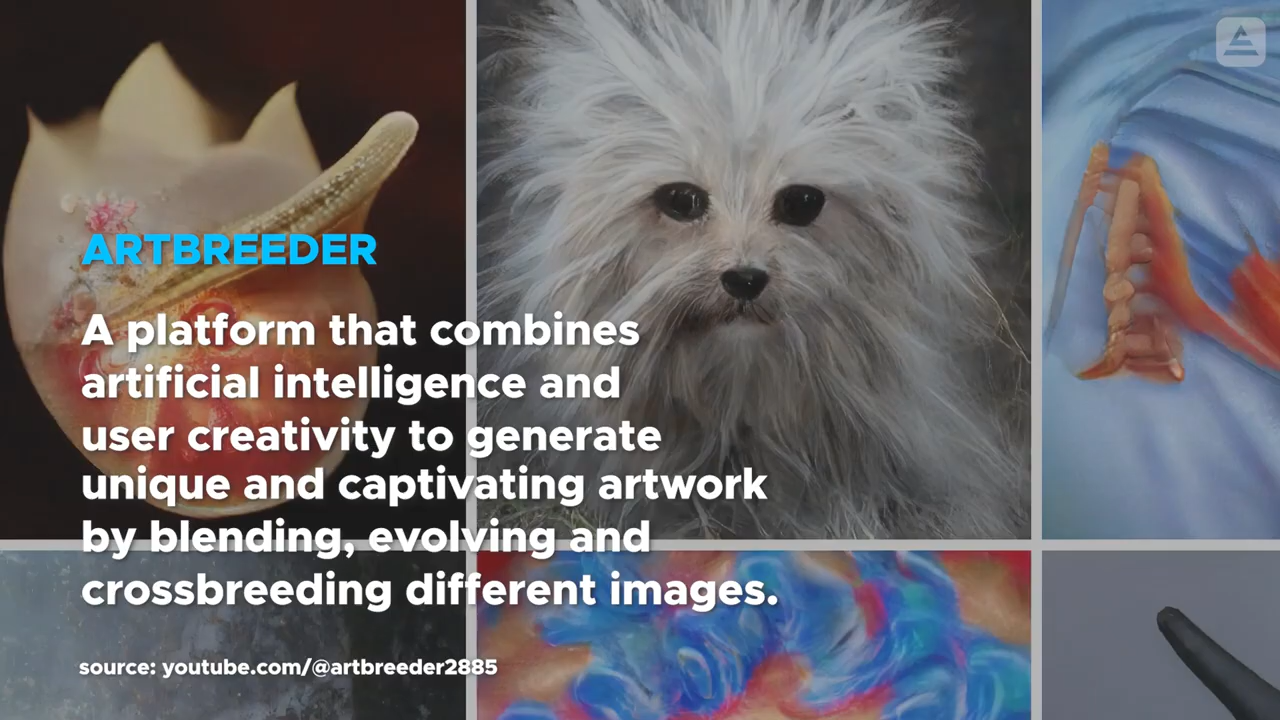 ARTBREEDER
A platform that combines
artificial intelligence and
user creativity to generate
unique and captivating artwork
by blending, evolving and
crossbreeding different images.
source: youtube.com/@artbreeder2885